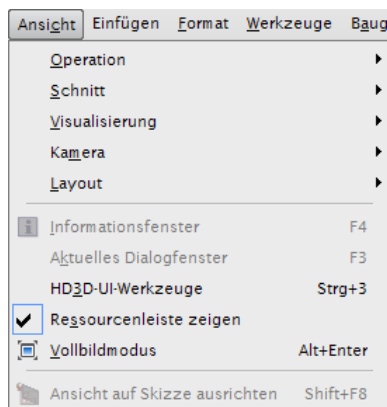 Ansicht Einfügen Format Werkzeuge Baug
Operation
Schnitt
Visualisierung
Kamera
Layout
Informationsfenster F4
Aktuelles Dialogfenster F3
HD3D-UI-Werkzeuge Strg+3
Ressourcenleiste zeigen
Vollbildmodus Alt+Enter
Ansicht auf Skizze ausrichten Shift+F8